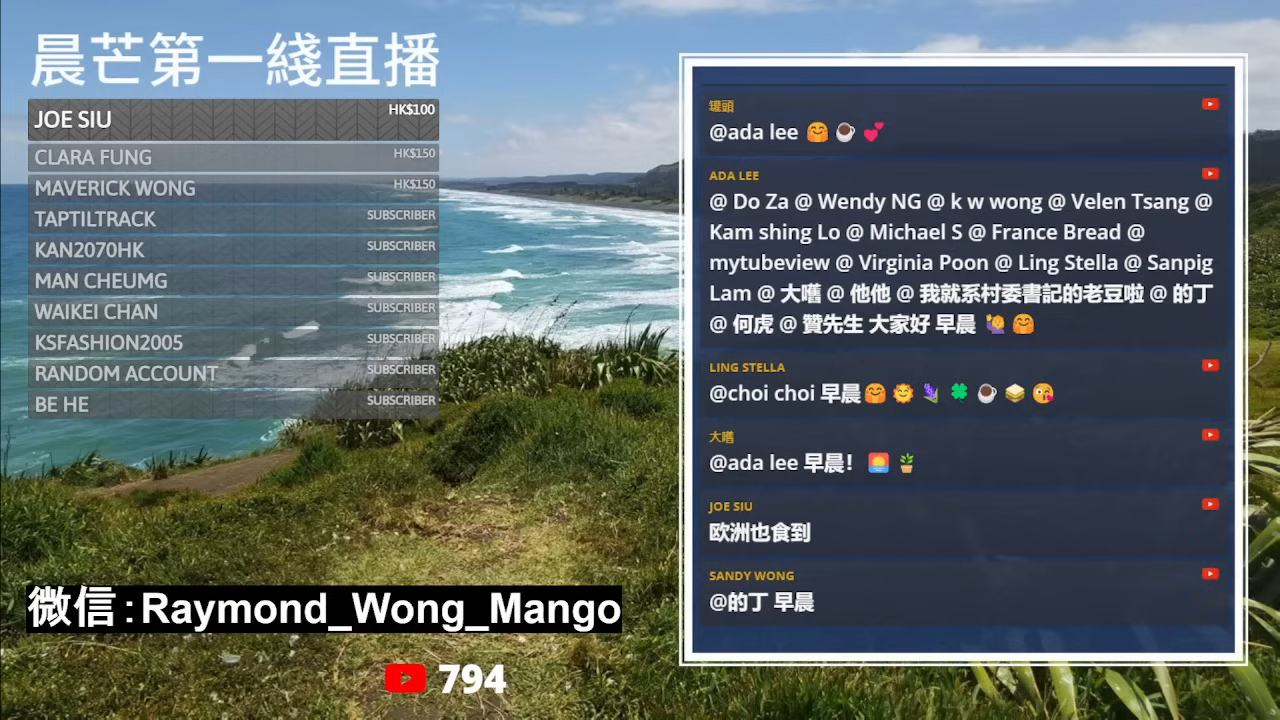 晨芒第一綫直播
JOE SIU HK$100
CLARA FUNG HK$150
MAVERICK WONG HK$150
TAPTILTRACK SUBSCRIBER
KAN2070HK SUBSCRIBER
MAN CHEUMG SUBSCRIBER
WAIKEI CHAN SUBSCRIBER
KSFASHION2005 SUBSCRIBER
RANDOM ACCOUNT SUBSCRIBER
BE HE SUBSCRIBER
微信:Raymond_Wong_Mango
794
罐頭
@ada lee 🤗 ☕ 💕
ADA LEE
@ Do Za @ Wendy NG @ k w wong @ Velen Tsang @
Kam shing Lo @ Michael S @ France Bread @
mytubeview @ Virginia Poon @ Ling Stella @ Sanpig
Lam @ 大嚿 @ 他他 @ 我就系村委書記的老豆啦 @ 的丁
@ 何虎 @ 贊先生 大家好 早晨 🙋 🤗
LING STELLA
@choi choi 早晨🤗 🌞 🪻 🍀 ☕ 🥪 😘
大嚿
@ada lee 早晨! 🌅 🪴
JOE SIU
欧洲也食到
SANDY WONG
@的丁 早晨